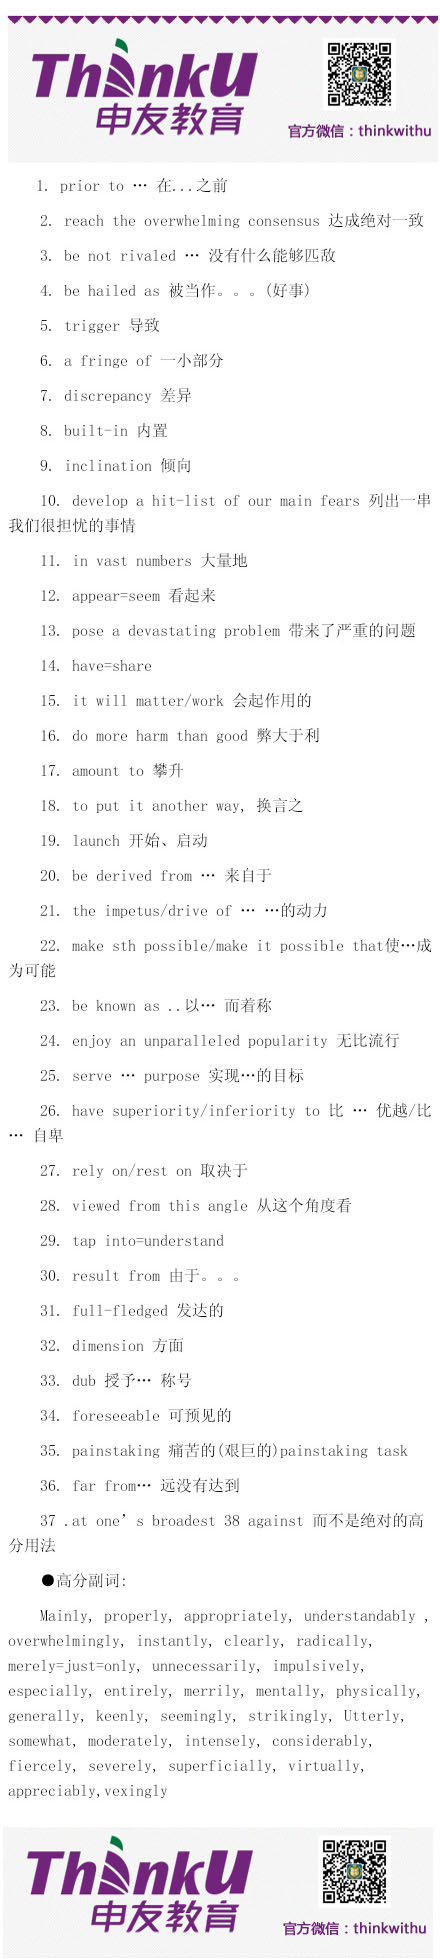 ThinkU
申友教育
官方微信：thinkwithu
1. prior to … 在...之前
2. reach the overwhelming consensus 达成绝对一致
3. be not rivaled … 没有什么能够匹敌
4. be hailed as 被当作。。。(好事)
5. trigger 导致
6. a fringe of 一小部分
7. discrepancy 差异
8. built-in 内置
9. inclination 倾向
10. develop a hit-list of our main fears 列出一串
我们很担忧的事情
11. in vast numbers 大量地
12. appear=seem 看起来
13. pose a devastating problem 带来了严重的问题
14. have=share
15. it will matter/work 会起作用的
16. do more harm than good 弊大于利
17. amount to 攀升
18. to put it another way, 换言之
19. launch 开始、启动
20. be derived from … 来自于
21. the impetus/drive of … …的动力
22. make sth possible/make it possible that使…成
为可能
23. be known as ..以… 而着称
24. enjoy an unparalleled popularity 无比流行
25. serve … purpose 实现…的目标
26. have superiority/inferiority to 比 … 优越/比
… 自卑
27. rely on/rest on 取决于
28. viewed from this angle 从这个角度看
29. tap into=understand
30. result from 由于。。。
31. full-fledged 发达的
32. dimension 方面
33. dub 授予… 称号
34. foreseeable 可预见的
35. painstaking 痛苦的(艰巨的)painstaking task
36. far from… 远没有达到
37 .at one’s broadest 38 against 而不是绝对的高
分用法
●高分副词:
Mainly, properly, appropriately, understandably ,
overwhelmingly, instantly, clearly, radically,
merely=just=only, unnecessarily, impulsively,
especially, entirely, merrily, mentally, physically,
generally, keenly, seemingly, strikingly, Utterly,
somewhat, moderately, intensely, considerably,
fiercely, severely, superficially, virtually,
appreciably,vexingly
ThinkU
申友教育
官方微信：thinkwithu